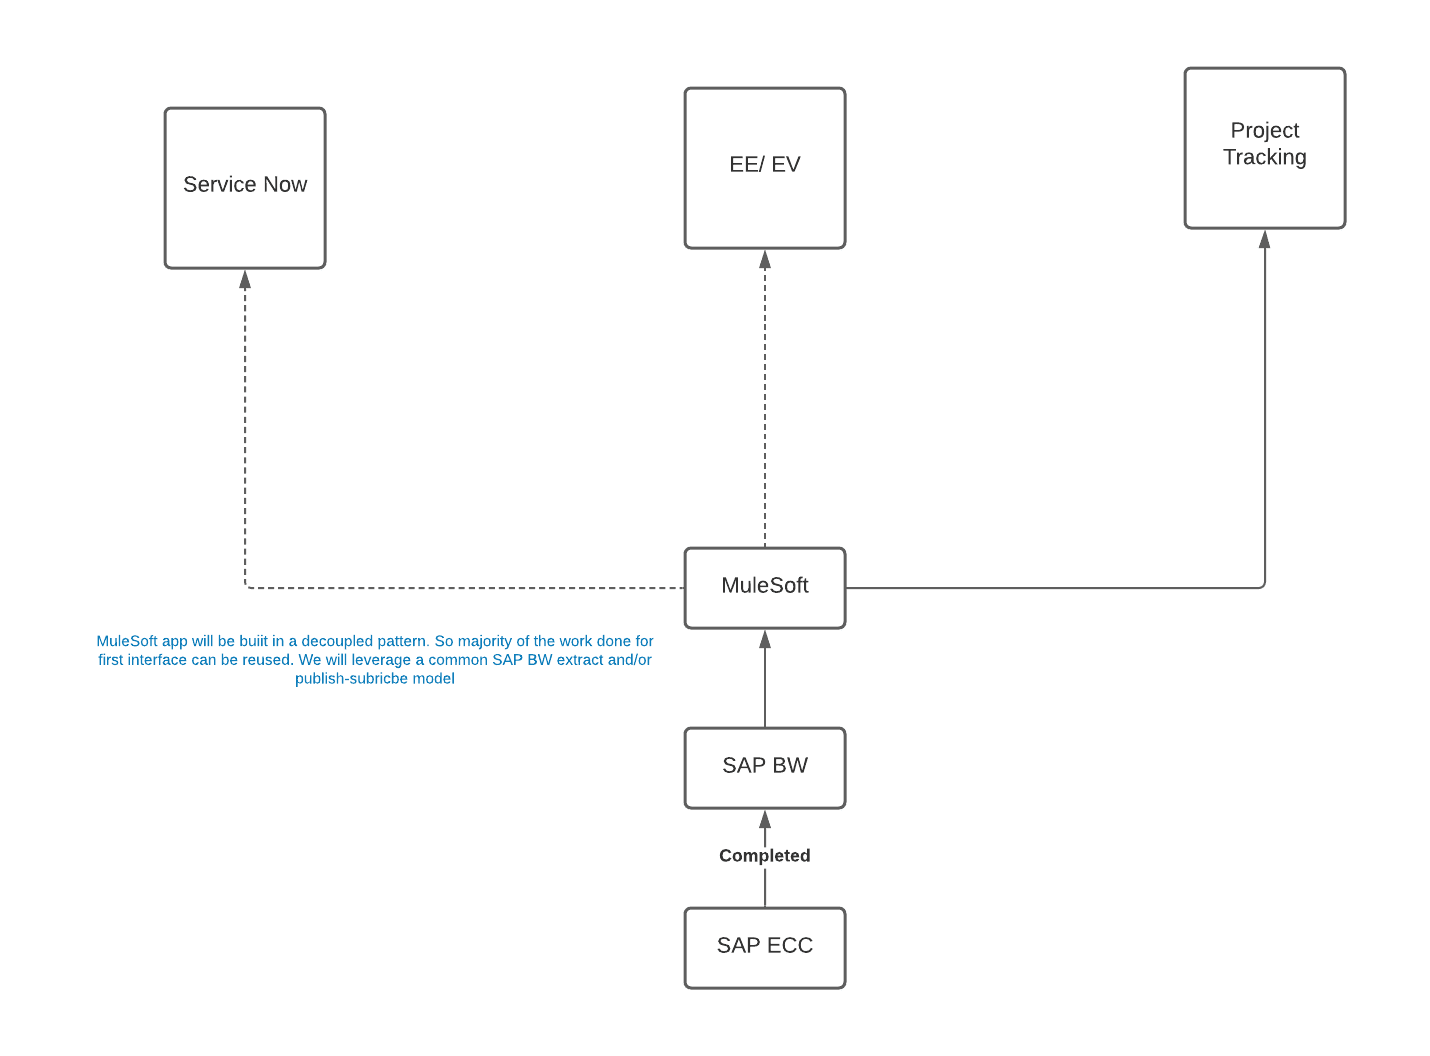 Project
Tracking
EE/ EV
Service Now
MuleSoft
MuleSoft app will be buiit in a decoupled pattern. So majority of the work done for
first interface can be reused. We will leverage a common SAP BW extract and/or
publish-subricbe model
SAP BW
Completed
SAP ECC